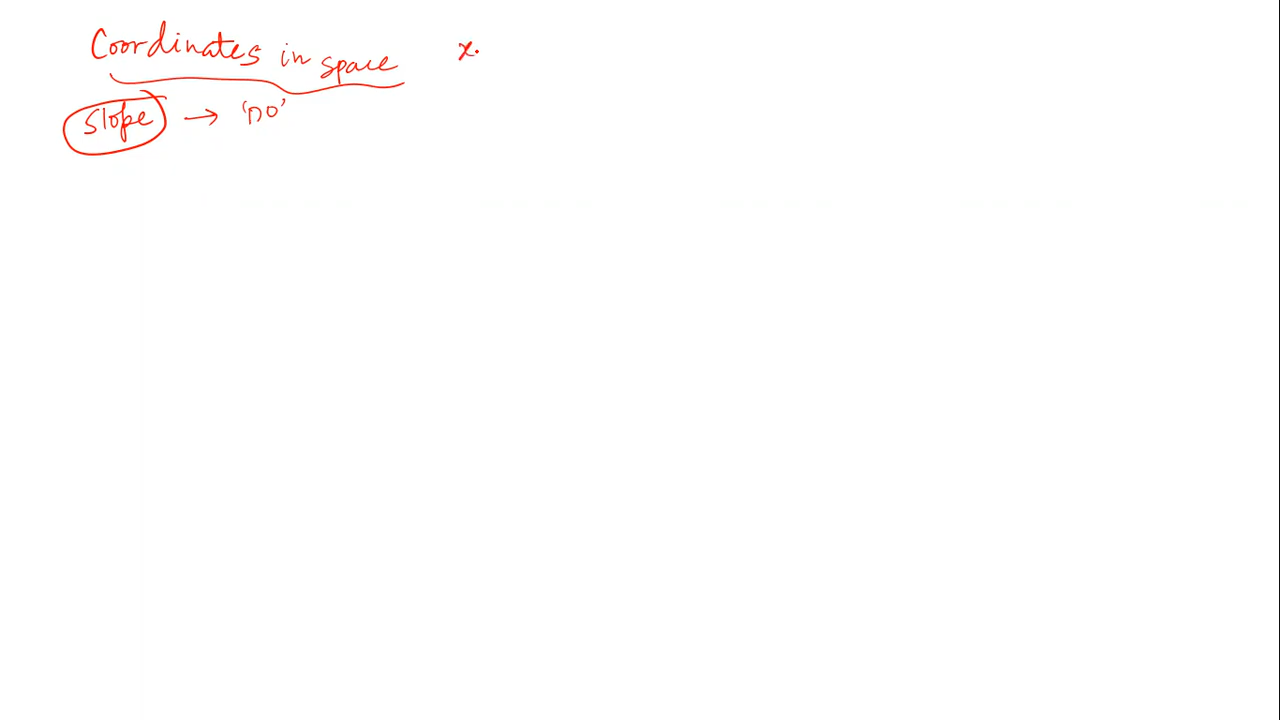 Coordinates in space x.
slope → 'no'